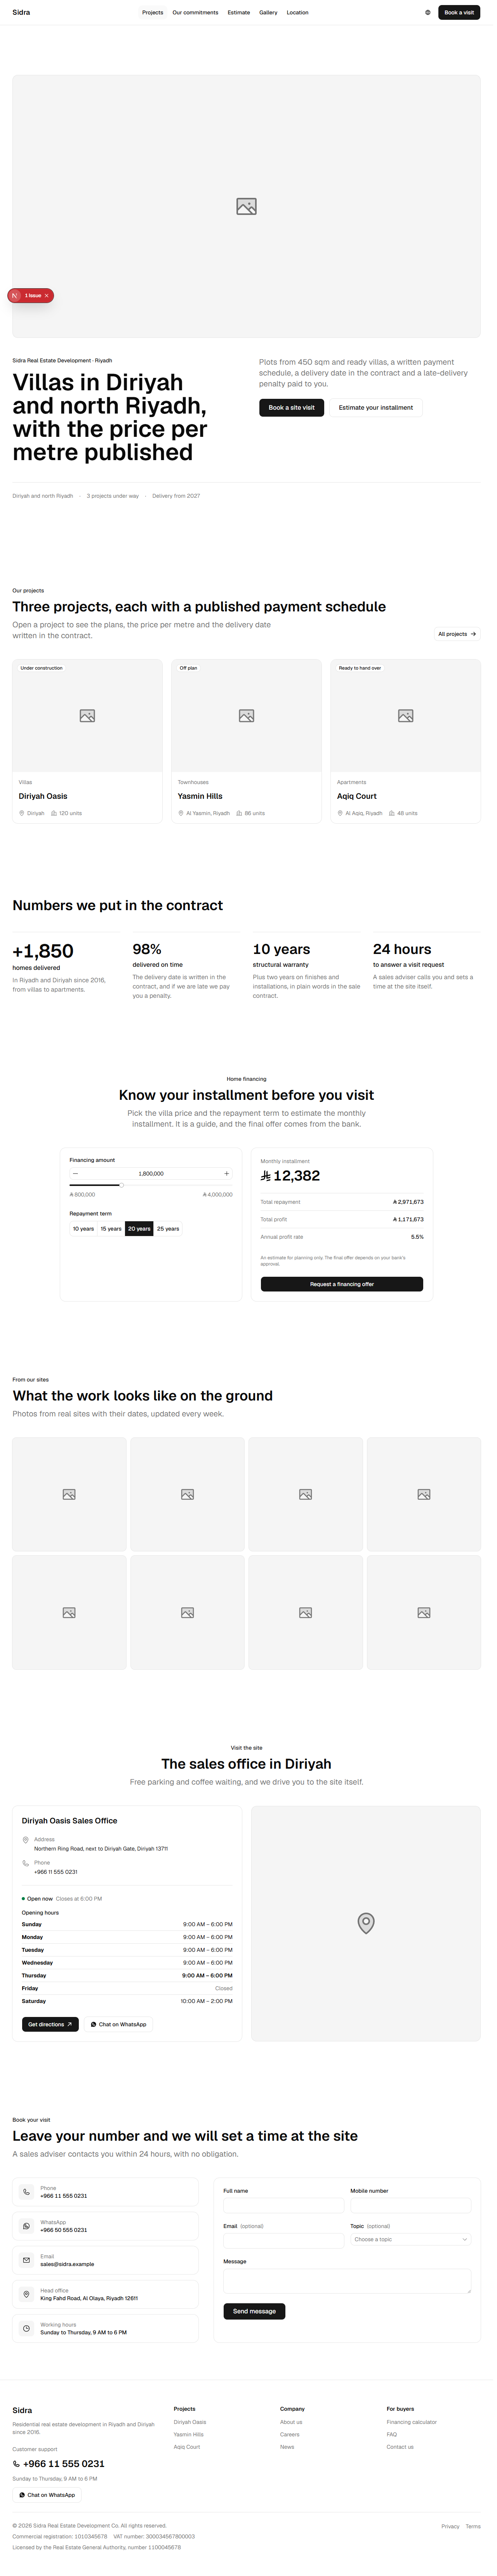 Sidra
Projects Our commitments Estimate Gallery Location
Book a visit
1 Issue
Sidra Real Estate Development · Riyadh
Villas in Diriyah
and north Riyadh,
with the price per
metre published
Plots from 450 sqm and ready villas, a written payment
schedule, a delivery date in the contract and a late-delivery
penalty paid to you.
Book a site visit
Estimate your installment
Diriyah and north Riyadh · 3 projects under way · Delivery from 2027
Our projects
Three projects, each with a published payment schedule
Open a project to see the plans, the price per metre and the delivery date
written in the contract.
All projects
Under construction
Villas
Diriyah Oasis
Diriyah 120 units
Off plan
Townhouses
Yasmin Hills
Al Yasmin, Riyadh 86 units
Ready to hand over
Apartments
Aqiq Court
Al Aqiq, Riyadh 48 units
Numbers we put in the contract
+1,850
homes delivered
In Riyadh and Diriyah since 2016,
from villas to apartments.
98%
delivered on time
The delivery date is written in the
contract, and if we are late we pay
you a penalty.
10 years
structural warranty
Plus two years on finishes and
installations, in plain words in the sale
contract.
24 hours
to answer a visit request
A sales adviser calls you and sets a
time at the site itself.
Home financing
Know your installment before you visit
Pick the villa price and the repayment term to estimate the monthly
installment. It is a guide, and the final offer comes from the bank.
Financing amount
1,800,000
800,000 4,000,000
Repayment term
10 years 15 years 20 years 25 years
Monthly installment
12,382
Total repayment 2,971,673
Total profit 1,171,673
Annual profit rate 5.5%
An estimate for planning only. The final offer depends on your bank's
approval.
Request a financing offer
From our sites
What the work looks like on the ground
Photos from real sites with their dates, updated every week.
Visit the site
The sales office in Diriyah
Free parking and coffee waiting, and we drive you to the site itself.
Diriyah Oasis Sales Office
Address
Northern Ring Road, next to Diriyah Gate, Diriyah 13711
Phone
+966 11 555 0231
Open now Closes at 6:00 PM
Opening hours
Sunday 9:00 AM – 6:00 PM
Monday 9:00 AM – 6:00 PM
Tuesday 9:00 AM – 6:00 PM
Wednesday 9:00 AM – 6:00 PM
Thursday 9:00 AM – 6:00 PM
Friday Closed
Saturday 10:00 AM – 2:00 PM
Get directions
Chat on WhatsApp
Book your visit
Leave your number and we will set a time at the site
A sales adviser contacts you within 24 hours, with no obligation.
Phone
+966 11 555 0231
WhatsApp
+966 50 555 0231
Email
sales@sidra.example
Head office
King Fahd Road, Al Olaya, Riyadh 12611
Working hours
Sunday to Thursday, 9 AM to 6 PM
Full name
Mobile number
Email (optional)
Topic (optional)
Choose a topic
Message
Send message
Sidra
Residential real estate development in Riyadh and Diriyah
since 2016.
Customer support
+966 11 555 0231
Sunday to Thursday, 9 AM to 6 PM
Chat on WhatsApp
Projects
Diriyah Oasis
Yasmin Hills
Aqiq Court
Company
About us
Careers
News
For buyers
Financing calculator
FAQ
Contact us
© 2026 Sidra Real Estate Development Co. All rights reserved.
Commercial registration: 1010345678 VAT number: 300034567800003
Licensed by the Real Estate General Authority, number 1100045678
Privacy Terms